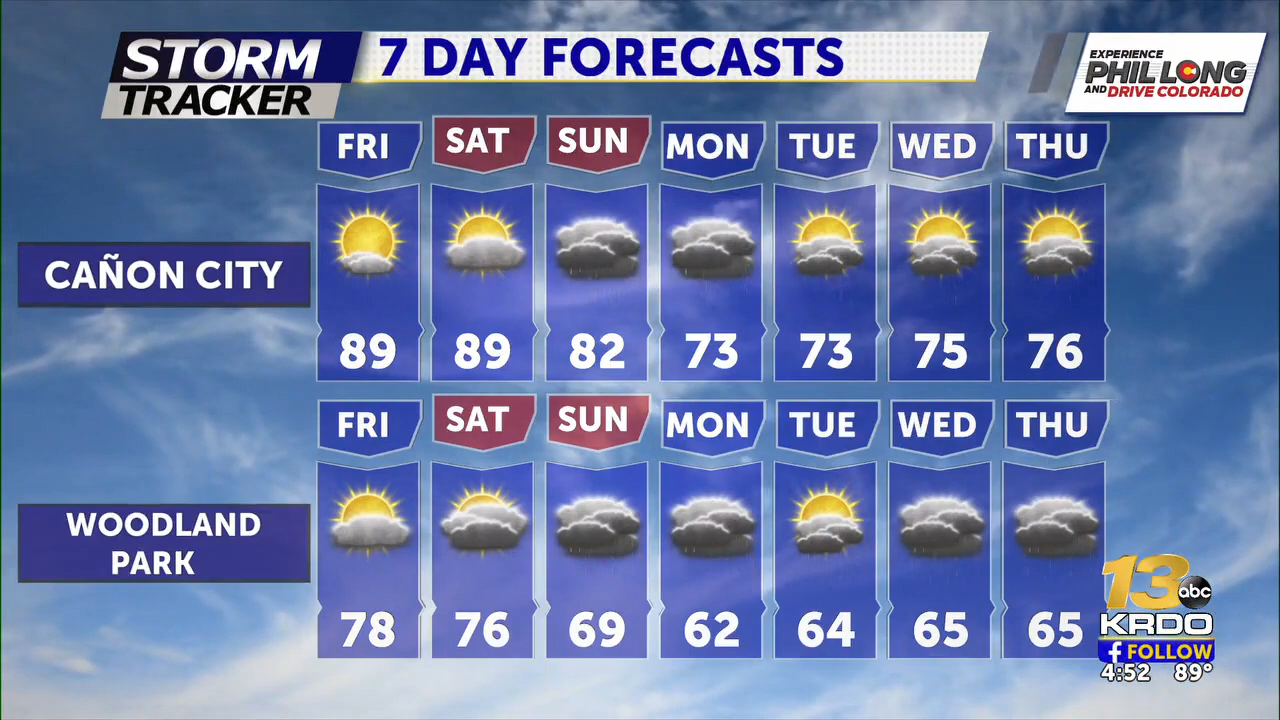 STORM
TRACKER
7 DAY FORECASTS
EXPERIENCE
PHIL LONG
AND DRIVE COLORADO
FRI SAT SUN MON TUE WED THU
CAÑON CITY
89 89 82 73 73 75 76
FRI SAT SUN MON TUE WED THU
WOODLAND
PARK
78 76 69 62 64 65 65
13 abc
KRDO
f FOLLOW
4:52 89°